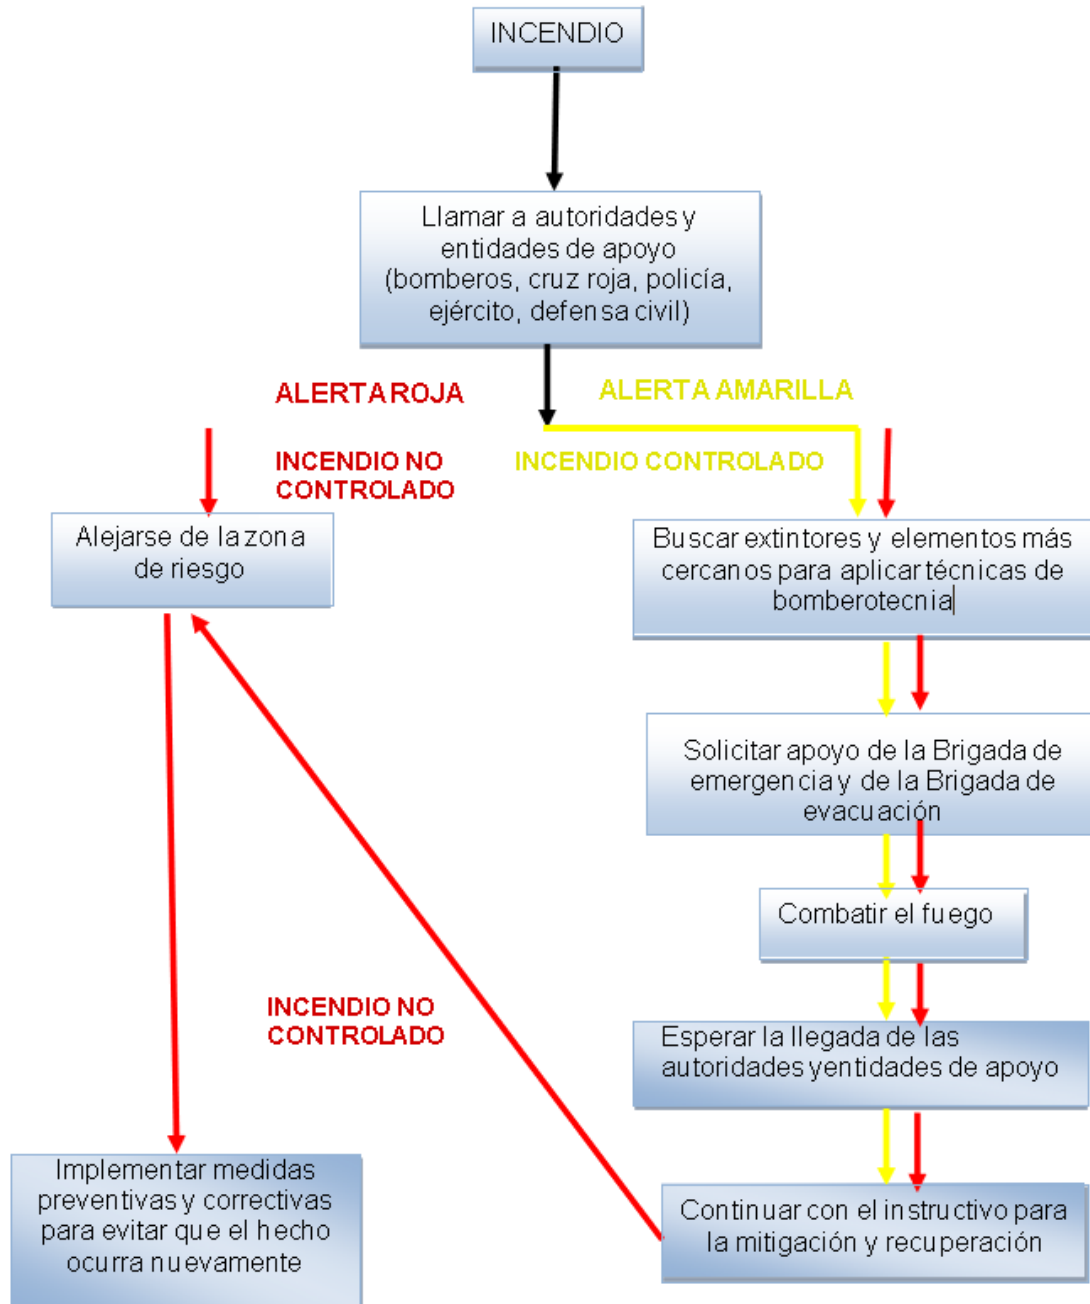 INCENDIO
Llamar a autoridades y
entidades de apoyo
(bomberos, cruz roja, policía,
ejército, defensa civil)
ALERTA ROJA
ALERTA AMARILLA
INCENDIO NO
CONTROLADO
INCENDIO CONTROLADO
Alejarse de la zona
de riesgo
Buscar extintores y elementos más
cercanos para aplicar técnicas de
bomberotecnia
Solicitar apoyo de la Brigada de
emergencia y de la Brigada de
evacuación
Combatir el fuego
INCENDIO NO
CONTROLADO
Esperar la llegada de las
autoridades yentidades de apoyo
Implementar medidas
preventivas y correctivas
para evitar que el hecho
ocurra nuevamente
Continuar con el instructivo para
la mitigación y recuperación